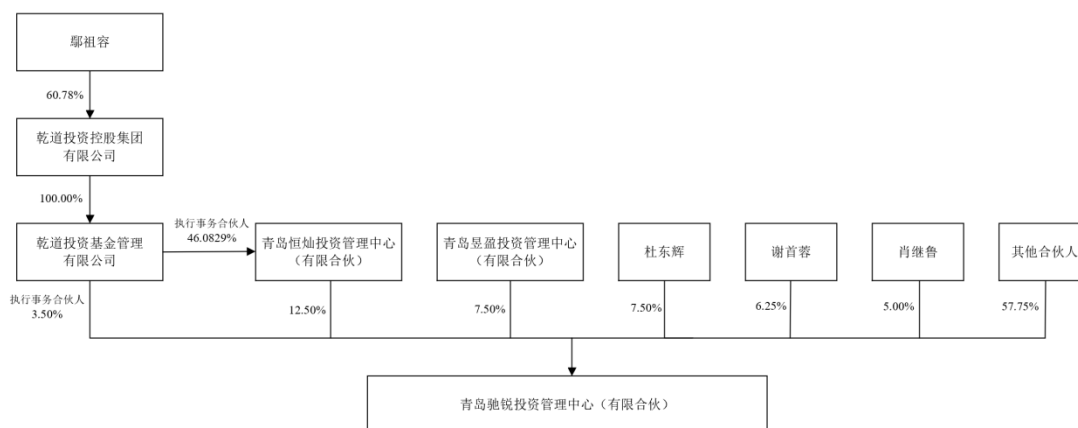 鄢祖容
60.78%
乾道投资控股集团
有限公司
100.00%
乾道投资基金管理
有限公司
执行事务合伙人
46.0829%
青岛恒灿投资管理中心
（有限合伙）
青岛昱盈投资管理中心
（有限合伙）
杜东辉
谢首蓉
肖继鲁
其他合伙人
执行事务合伙人
3.50%
12.50%
7.50%
7.50%
6.25%
5.00%
57.75%
青岛驰锐投资管理中心（有限合伙）